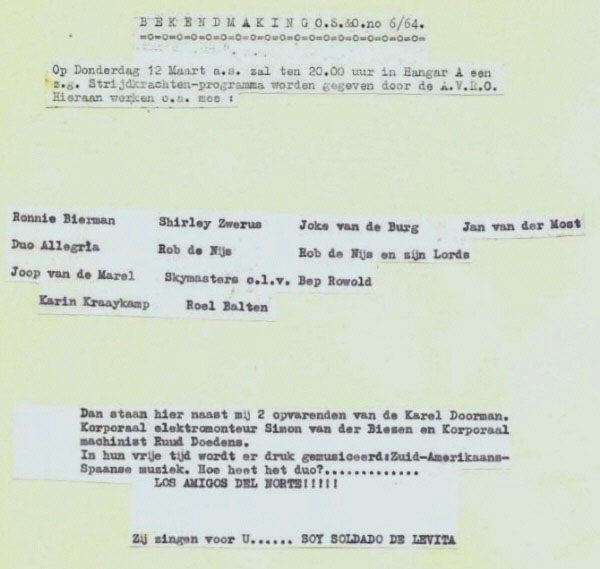 B E K E N D M A K I N G O.S.&O.no 6/64.
=o=o=o=o=o=o=o=o=o=o=o=o=o=o=o=o=o=o=o=
Op Donderdag 12 Maart a.s. zal ten 20.00 uur in Hangar A een
z.g. Strijdkrachten-programma worden gegeven door de A.V.R.O.
Hieraan werken o.s. mee :
Ronnie Bierman Shirley Zwerus Joke van de Burg Jan van der Most
Duo Allegria Rob de Nijs Rob de Nijs en zijn Lords
Joop van de Marel Skymasters o.l.v. Bep Rowold
Karin Kraaykamp Roel Balten
Dan staan hier naast mij 2 opvarenden van de Karel Doorman.
Korporaal elektromonteur Simon van der Biezen en Korporaal
machinist Ruud Doedens.
In hun vrije tijd wordt er druk gemusiceerd:Zuid-Amerikaans-
Spaanse muziek. Hoe heet het duo?.............
LOS AMIGOS DEL NORTE!!!!!
Zij zingen voor U...... SOY SOLDADO DE LEVITA